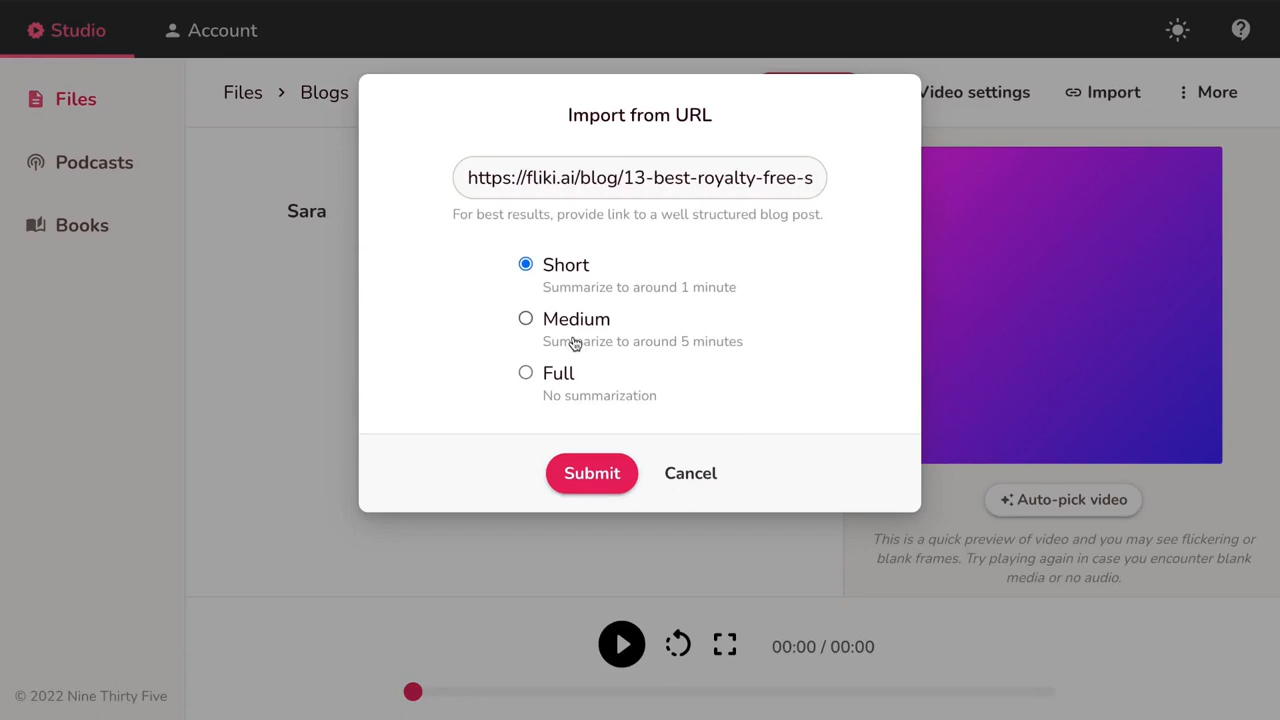 Studio
Account
Files
Podcasts
Books
Files > Blogs
Video settings
Import
More
Sara
Import from URL
https://fliki.ai/blog/13-best-royalty-free-s
For best results, provide link to a well structured blog post.
Short
Summarize to around 1 minute
Medium
Summarize to around 5 minutes
Full
No summarization
Submit
Cancel
Auto-pick video
This is a quick preview of video and you may see flickering or
blank frames. Try playing again in case you encounter blank
media or no audio.
00:00 / 00:00
© 2022 Nine Thirty Five